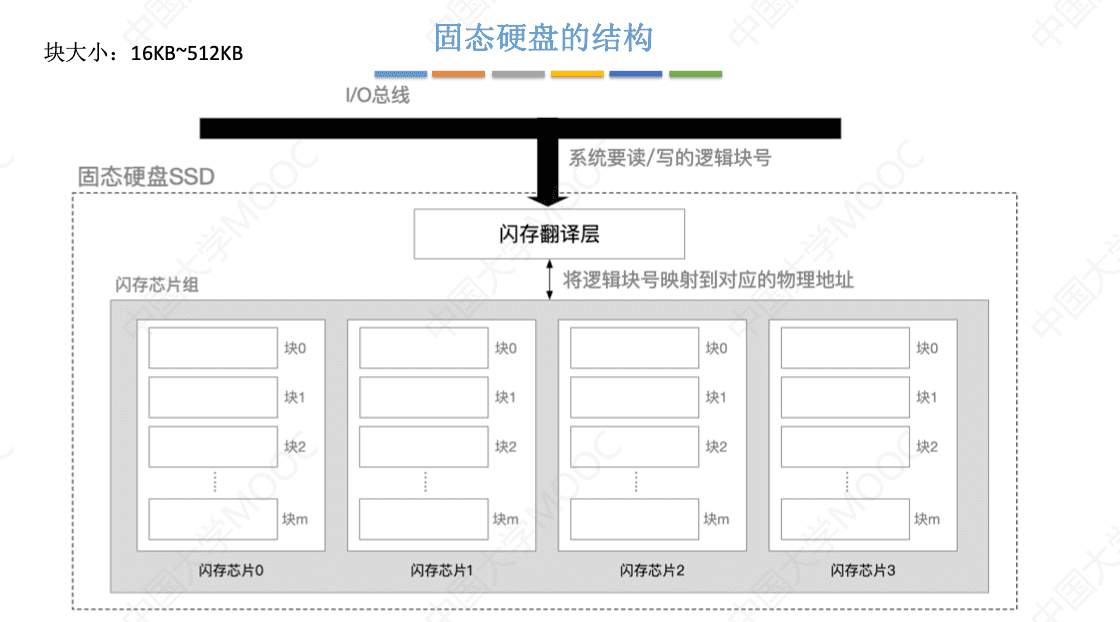 固态硬盘的结构
块大小：16KB~512KB
I/O总线
系统要读/写的逻辑块号
固态硬盘SSD
闪存翻译层
将逻辑块号映射到对应的物理地址
闪存芯片组
块0 块0 块0 块0
块1 块1 块1 块1
块2 块2 块2 块2
块m 块m 块m 块m
闪存芯片0 闪存芯片1 闪存芯片2 闪存芯片3
中国大学MOOC